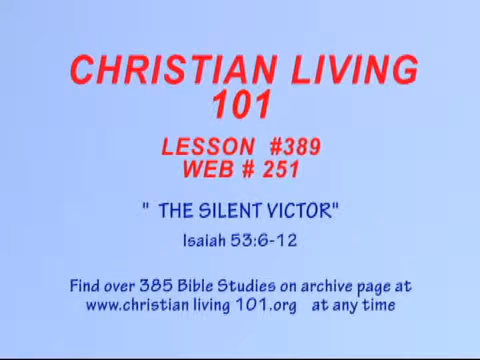 CHRISTIAN LIVING
101
LESSON #389
WEB # 251
" THE SILENT VICTOR"
Isaiah 53:6-12
Find over 385 Bible Studies on archive page at
www.christian living 101.org at any time